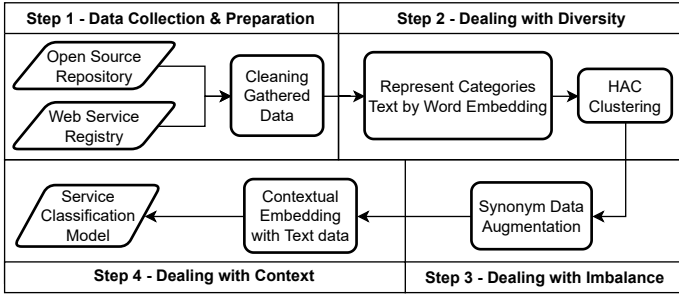 Step 1 - Data Collection & Preparation
Open Source
Repository
Web Service
Registry
Cleaning
Gathered
Data
Step 2 - Dealing with Diversity
Represent Categories
Text by Word Embedding
HAC
Clustering
Synonym Data
Augmentation
Step 3 - Dealing with Imbalance
Contextual
Embedding
with Text data
Service
Classification
Model
Step 4 - Dealing with Context